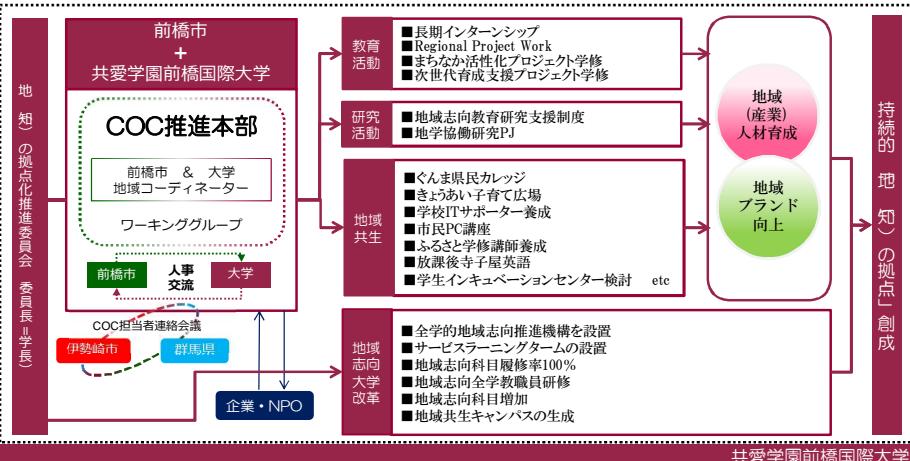 地（知）の拠点化推進委員会　委員長＝学長）
前橋市
+
共愛学園前橋国際大学
COC推進本部
前橋市　&　大学
地域コーディネーター
ワーキンググループ
前橋市
人事
交流
大学
COC担当者連絡会議
伊勢崎市
群馬県
企業・NPO
教育
活動
■長期インターンシップ
■Regional Project Work
■まちなか活性化プロジェクト学修
■次世代育成支援プロジェクト学修
研究
活動
■地域志向教育研究支援制度
■地学協働研究PJ
地域
共生
■ぐんま県民カレッジ
■きょうあい子育て広場
■学校ITサポーター養成
■市民PC講座
■ふるさと学修講師養成
■放課後寺子屋英語
■学生インキュベーションセンター検討　etc
地域
志向
大学
改革
■全学的地域志向推進機構を設置
■サービスラーニングタームの設置
■地域志向科目履修率100%
■地域志向全学教職員研修
■地域志向科目増加
■地域共生キャンパスの生成
地域
(産業)
人材育成
地域
ブランド
向上
持続的　地　知）の拠点」創成
共愛学園前橋国際大学